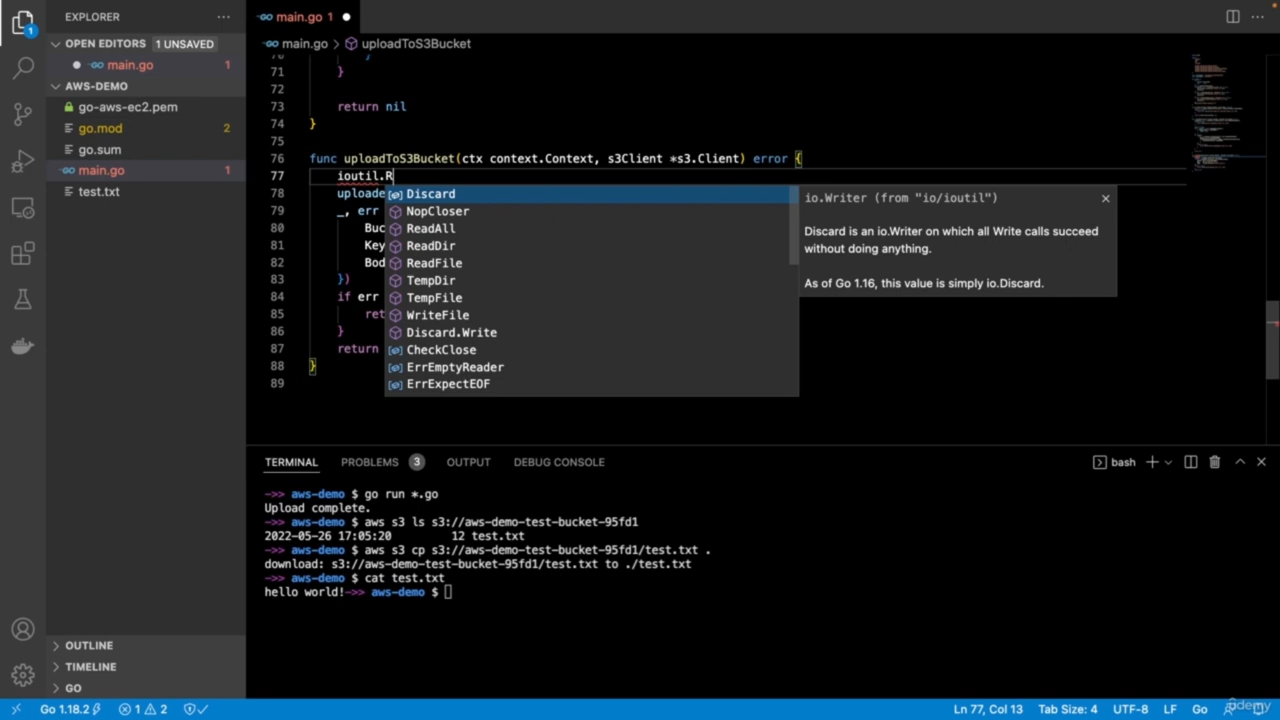 EXPLORER
OPEN EDITORS 1 UNSAVED
main.go 1
AWS-DEMO
go-aws-ec2.pem
go.mod 2
go.sum
main.go 1
test.txt
OUTLINE
TIMELINE
GO
1
main.go 1
main.go > uploadToS3Bucket
70 }
71 }
72
73 return nil
74 }
75
76 func uploadToS3Bucket(ctx context.Context, s3Client *s3.Client) error {
77 ioutil.R
78 uploade
79 _, err
80 Buc
81 Key
82 Bod
83 })
84 if err
85 ret
86 }
87 return
88 }
89
Discard
NopCloser
ReadAll
ReadDir
ReadFile
TempDir
TempFile
WriteFile
Discard.Write
CheckClose
ErrEmptyReader
ErrExpectEOF
io.Writer (from "io/ioutil")
Discard is an io.Writer on which all Write calls succeed
without doing anything.
As of Go 1.16, this value is simply io.Discard.
TERMINAL PROBLEMS 3 OUTPUT DEBUG CONSOLE bash
->> aws-demo $ go run *.go
Upload complete.
->> aws-demo $ aws s3 ls s3://aws-demo-test-bucket-95fd1
2022-05-26 17:05:20 12 test.txt
->> aws-demo $ aws s3 cp s3://aws-demo-test-bucket-95fd1/test.txt .
download: s3://aws-demo-test-bucket-95fd1/test.txt to ./test.txt
->> aws-demo $ cat test.txt
hello world!->> aws-demo $
Go 1.18.2 1 2 Ln 77, Col 13 Tab Size: 4 UTF-8 LF Go
udemy